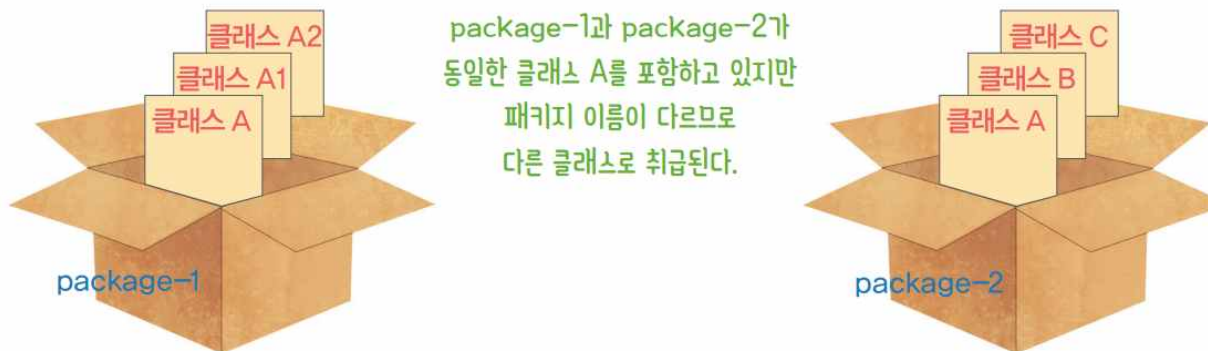 클래스 A2
클래스 A1
클래스 A
package-1
package-1과 package-2가
동일한 클래스 A를 포함하고 있지만
패키지 이름이 다르므로
다른 클래스로 취급된다.
클래스 C
클래스 B
클래스 A
package-2